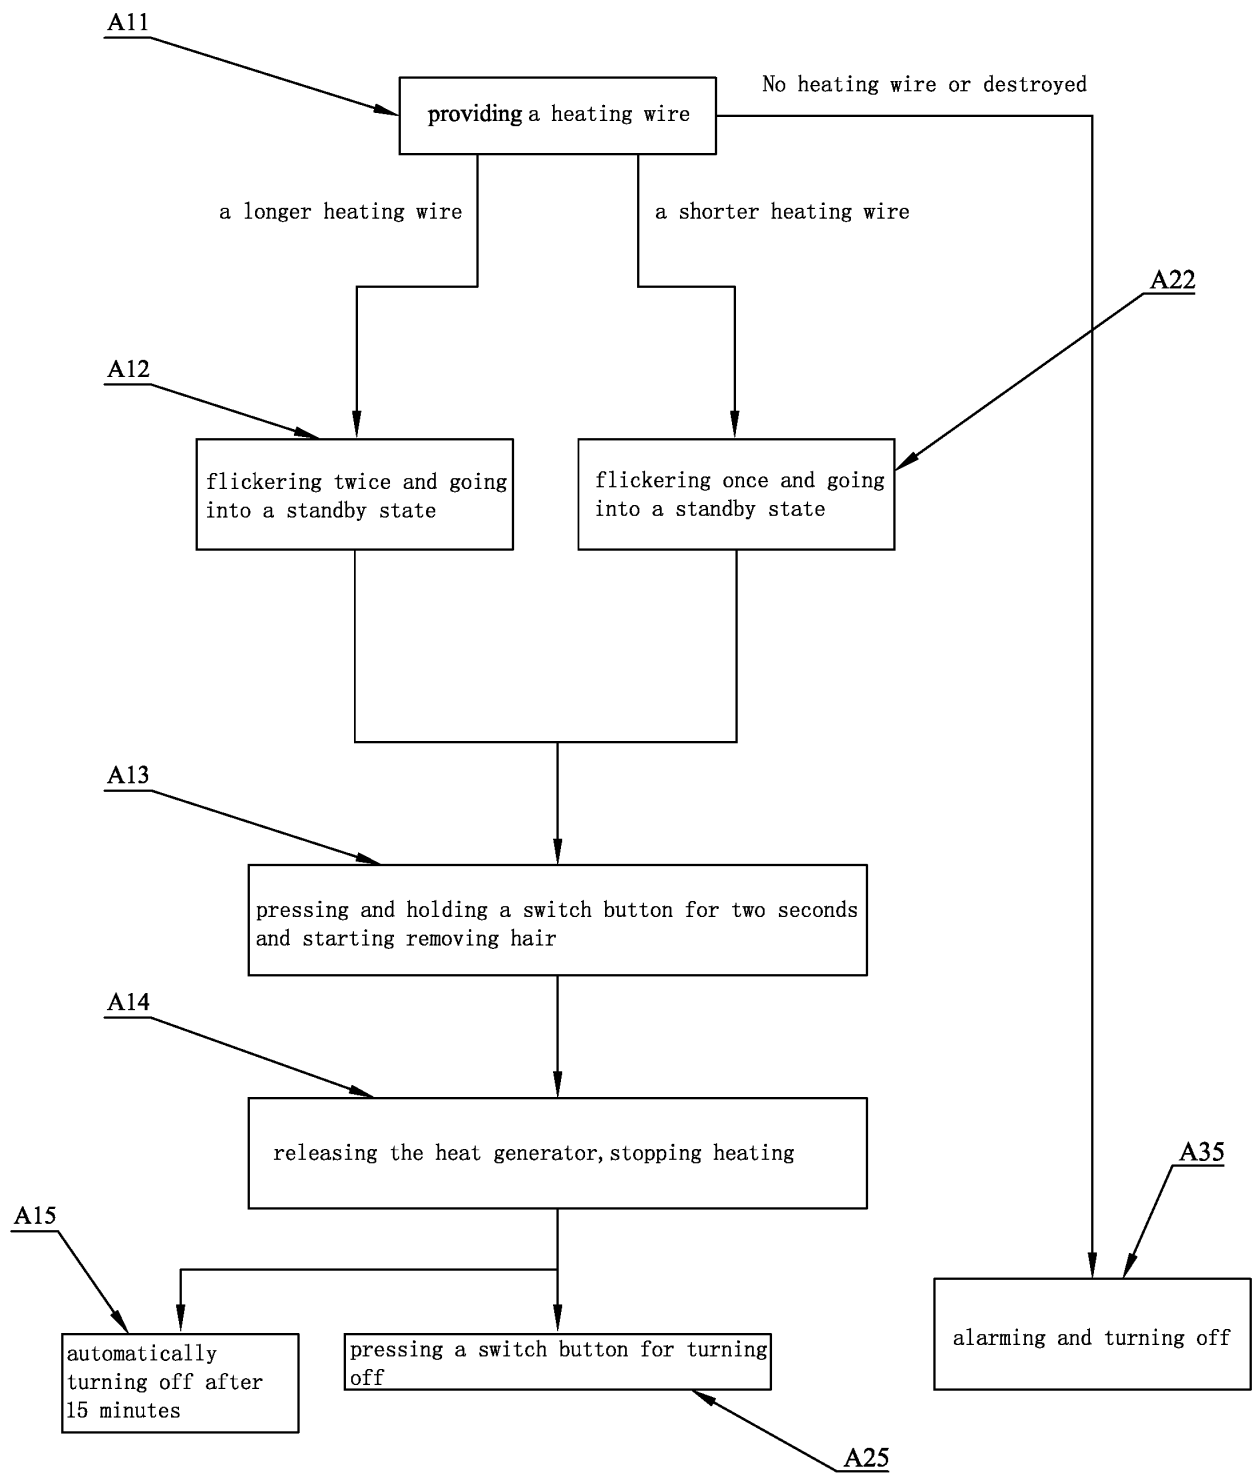 A11
No heating wire or destroyed
providing a heating wire
a longer heating wire
a shorter heating wire
A22
A12
flickering twice and going
into a standby state
flickering once and going
into a standby state
A13
pressing and holding a switch button for two seconds
and starting removing hair
A14
releasing the heat generator, stopping heating
A35
A15
alarming and turning off
automatically
turning off after
15 minutes
pressing a switch button for turning
off
A25